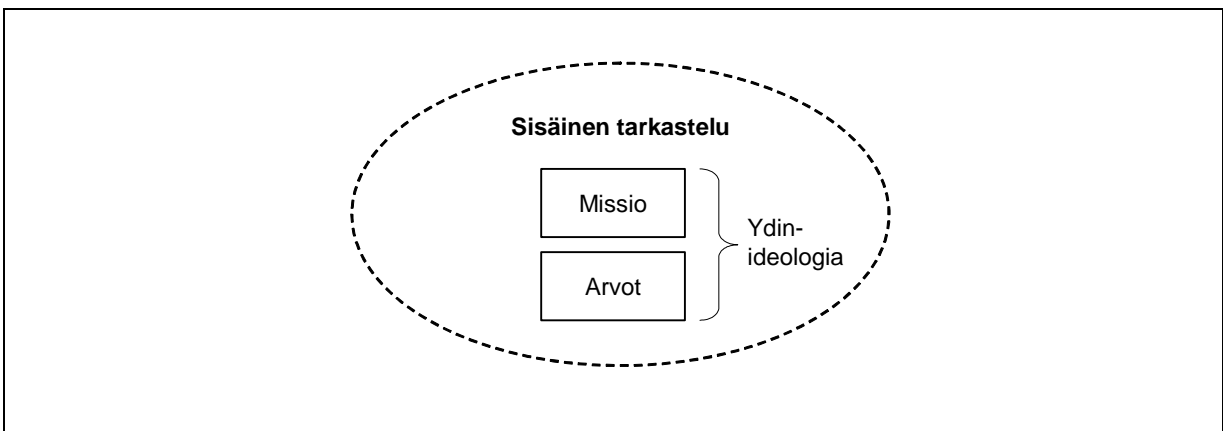 Sisäinen tarkastelu
Missio
Ydin-
ideologia
Arvot